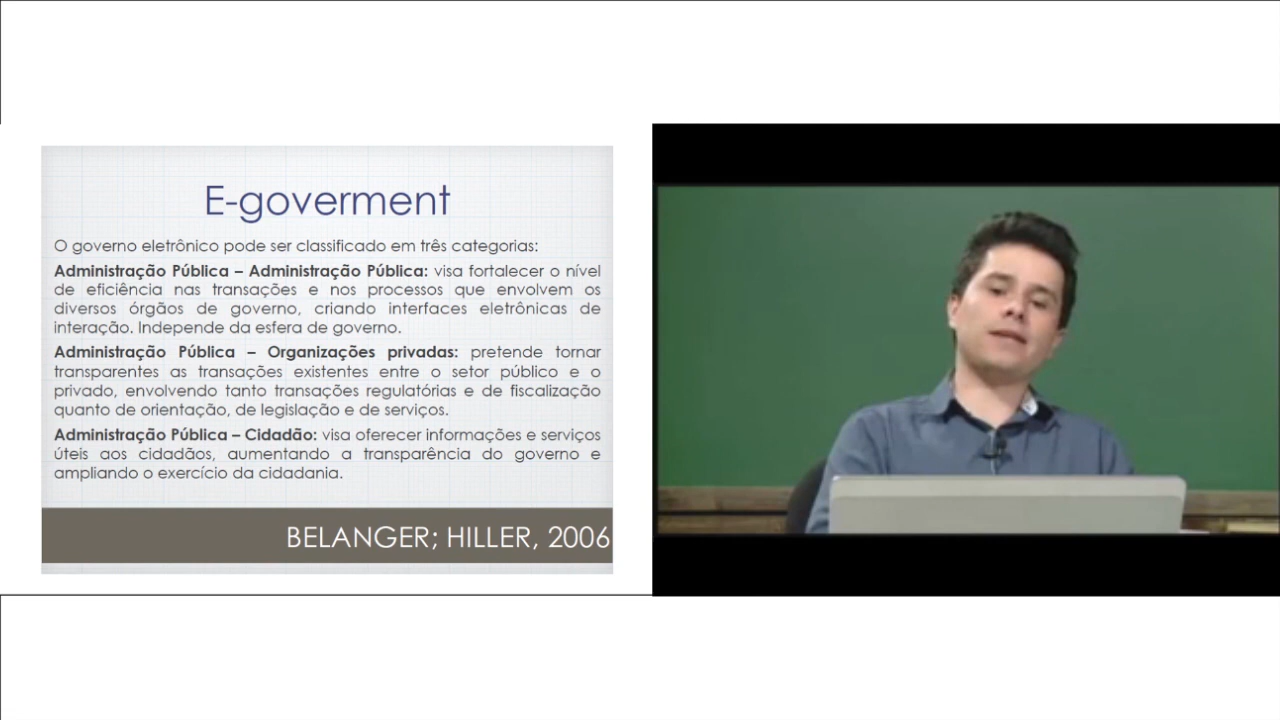 E-goverment
O governo eletrônico pode ser classificado em três categorias:
Administração Pública – Administração Pública: visa fortalecer o nível
de eficiência nas transações e nos processos que envolvem os
diversos órgãos de governo, criando interfaces eletrônicas de
interação. Independe da esfera de governo.
Administração Pública – Organizações privadas: pretende tornar
transparentes as transações existentes entre o setor público e o
privado, envolvendo tanto transações regulatórias e de fiscalização
quanto de orientação, de legislação e de serviços.
Administração Pública – Cidadão: visa oferecer informações e serviços
úteis aos cidadãos, aumentando a transparência do governo e
ampliando o exercício da cidadania.
BELANGER; HILLER, 2006